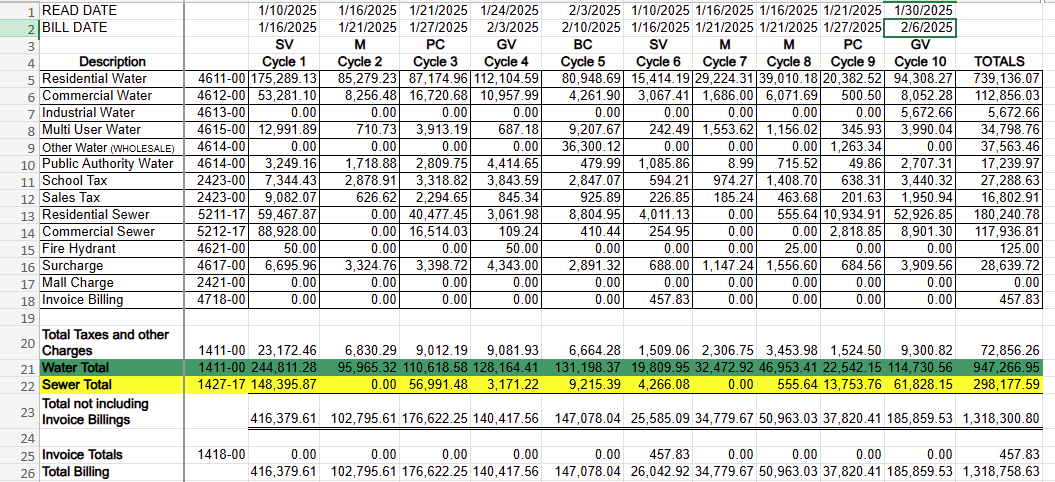 1 READ DATE 1/10/2025 1/16/2025 1/21/2025 1/24/2025 2/3/2025 1/10/2025 1/16/2025 1/16/2025 1/21/2025 1/30/2025
2 BILL DATE 1/16/2025 1/21/2025 1/27/2025 2/3/2025 2/10/2025 1/16/2025 1/21/2025 1/21/2025 1/27/2025 2/6/2025
3 SV M PC GV BC SV M M PC GV
4 Description Cycle 1 Cycle 2 Cycle 3 Cycle 4 Cycle 5 Cycle 6 Cycle 7 Cycle 8 Cycle 9 Cycle 10 TOTALS
5 Residential Water 4611-00 175,289.13 85,279.23 87,174.96 112,104.59 80,948.69 15,414.19 29,224.31 39,010.18 20,382.52 94,308.27 739,136.07
6 Commercial Water 4612-00 53,281.10 8,256.48 16,720.68 10,957.99 4,261.90 3,067.41 1,686.00 6,071.69 500.50 8,052.28 112,856.03
7 Industrial Water 4613-00 0.00 0.00 0.00 0.00 0.00 0.00 0.00 0.00 0.00 5,672.66 5,672.66
8 Multi User Water 4615-00 12,991.89 710.73 3,913.19 687.18 9,207.67 242.49 1,553.62 1,156.02 345.93 3,990.04 34,798.76
9 Other Water (WHOLESALE) 4614-00 0.00 0.00 0.00 0.00 36,300.12 0.00 0.00 0.00 1,263.34 0.00 37,563.46
10 Public Authority Water 4614-00 3,249.16 1,718.88 2,809.75 4,414.65 479.99 1,085.86 8.99 715.52 49.86 2,707.31 17,239.97
11 School Tax 2423-00 7,344.43 2,878.91 3,318.82 3,843.59 2,847.07 594.21 974.27 1,408.70 638.31 3,440.32 27,288.63
12 Sales Tax 2423-00 9,082.07 626.62 2,294.65 845.34 925.89 226.85 185.24 463.68 201.63 1,950.94 16,802.91
13 Residential Sewer 5211-17 59,467.87 0.00 40,477.45 3,061.98 8,804.95 4,011.13 0.00 555.64 10,934.91 52,926.85 180,240.78
14 Commercial Sewer 5212-17 88,928.00 0.00 16,514.03 109.24 410.44 254.95 0.00 0.00 2,818.85 8,901.30 117,936.81
15 Fire Hydrant 4621-00 50.00 0.00 0.00 50.00 0.00 0.00 0.00 25.00 0.00 0.00 125.00
16 Surcharge 4617-00 6,695.96 3,324.76 3,398.72 4,343.00 2,891.32 688.00 1,147.24 1,556.60 684.56 3,909.56 28,639.72
17 Mall Charge 2421-00 0.00 0.00 0.00 0.00 0.00 0.00 0.00 0.00 0.00 0.00 0.00
18 Invoice Billing 4718-00 0.00 0.00 0.00 0.00 0.00 457.83 0.00 0.00 0.00 0.00 457.83
19
Total Taxes and other
20 Charges 1411-00 23,172.46 6,830.29 9,012.19 9,081.93 6,664.28 1,509.06 2,306.75 3,453.98 1,524.50 9,300.82 72,856.26
21 Water Total 1411-00 244,811.28 95,965.32 110,618.58 128,164.41 131,198.37 19,809.95 32,472.92 46,953.41 22,542.15 114,730.56 947,266.95
22 Sewer Total 1427-17 148,395.87 0.00 56,991.48 3,171.22 9,215.39 4,266.08 0.00 555.64 13,753.76 61,828.15 298,177.59
Total not including
23 Invoice Billings 416,379.61 102,795.61 176,622.25 140,417.56 147,078.04 25,585.09 34,779.67 50,963.03 37,820.41 185,859.53 1,318,300.80
24
25 Invoice Totals 1418-00 0.00 0.00 0.00 0.00 0.00 457.83 0.00 0.00 0.00 0.00 457.83
26 Total Billing 416,379.61 102,795.61 176,622.25 140,417.56 147,078.04 26,042.92 34,779.67 50,963.03 37,820.41 185,859.53 1,318,758.63